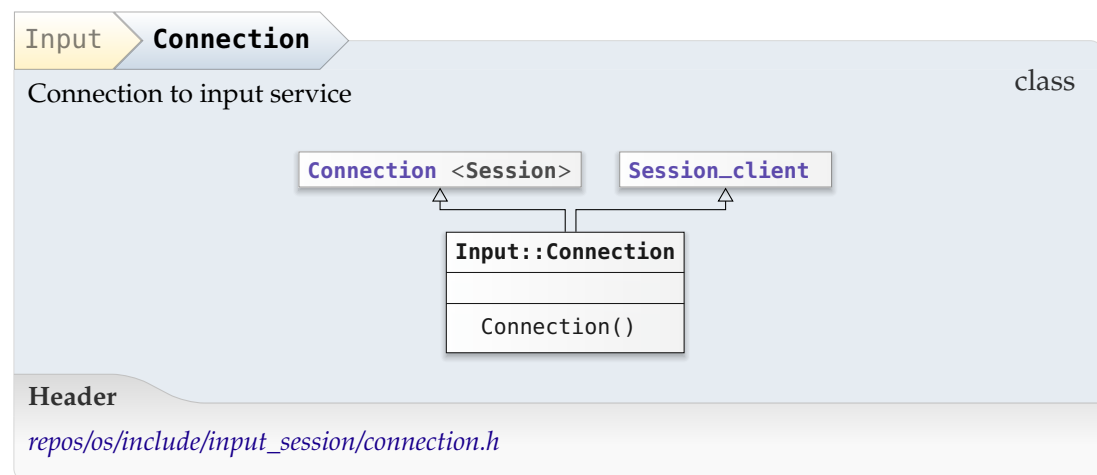 Input Connection
class
Connection to input service
Connection <Session> Session_client
Input::Connection
Connection()
Header
repos/os/include/input_session/connection.h